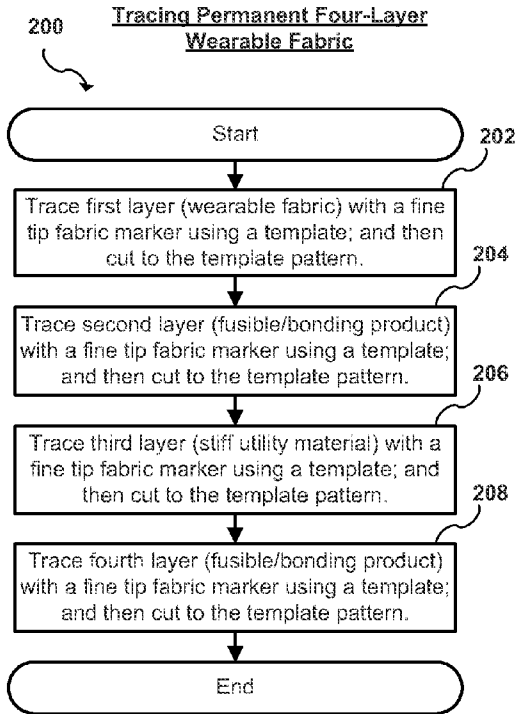 Tracing Permanent Four-Layer
Wearable Fabric
200
Start
202
Trace first layer (wearable fabric) with a fine
tip fabric marker using a template; and then
cut to the template pattern.
204
Trace second layer (fusible/bonding product)
with a fine tip fabric marker using a template;
and then cut to the template pattern.
206
Trace third layer (stiff utility material) with a
fine tip fabric marker using a template; and
then cut to the template pattern.
208
Trace fourth layer (fusible/bonding product)
with a fine tip fabric marker using a template;
and then cut to the template pattern.
End